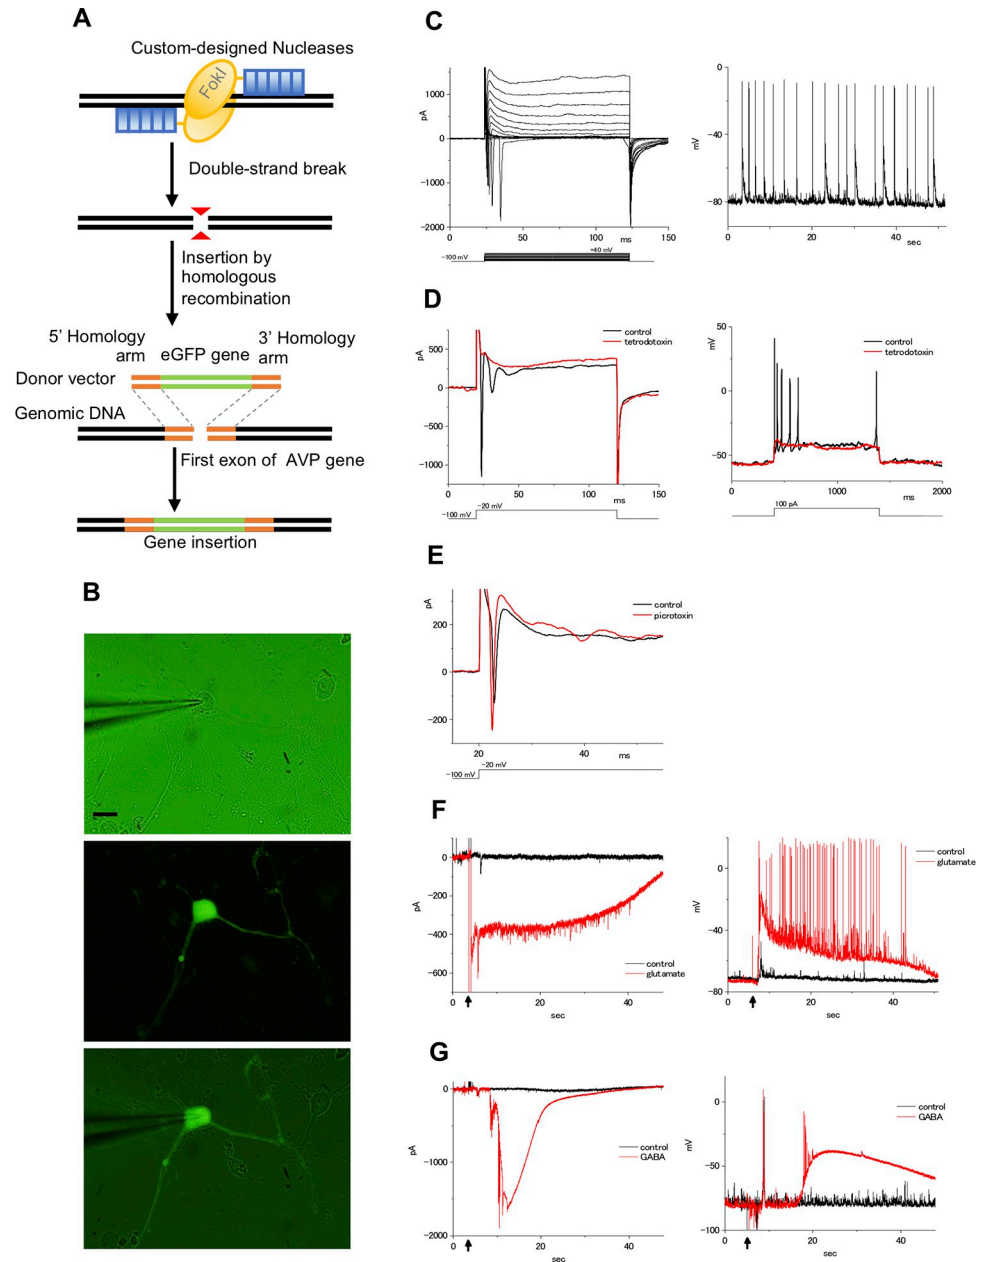 A
Custom-designed Nucleases
FokI
Double-strand break
Insertion by
homologous
recombination
5’ Homology
arm
eGFP gene
3’ Homology
arm
Donor vector
Genomic DNA
First exon of AVP gene
Gene insertion
B
C
1000
0
−1000
−2000
pA
0
50
100
150
ms
+40 mV
−100 mV
0
−40
−80
mV
0
20
40
sec
D
500
0
−500
−1000
pA
control
tetrodotoxin
0
50
100
150
ms
−20 mV
−100 mV
50
0
−50
mV
control
tetrodotoxin
0
1000
2000
ms
100 pA
E
200
0
−200
pA
control
picrotoxin
20
40
ms
−20 mV
−100 mV
F
0
−200
−400
−600
pA
control
glutamate
0
20
40
sec
0
−40
−80
mV
control
glutamate
0
20
40
sec
G
0
−1000
−2000
pA
control
GABA
0
20
40
sec
0
−50
−100
mV
control
GABA
0
20
40
sec